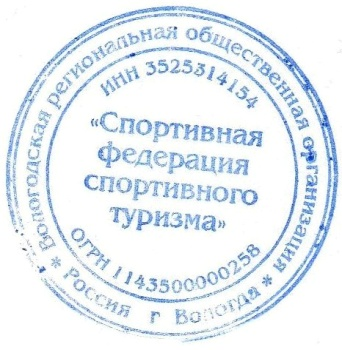 Вологодская региональная общественная организация
* Россия г Вологда *
ИНН 3525314154
«Спортивная
федерация
спортивного
туризма»
ОГРН 1143500000258